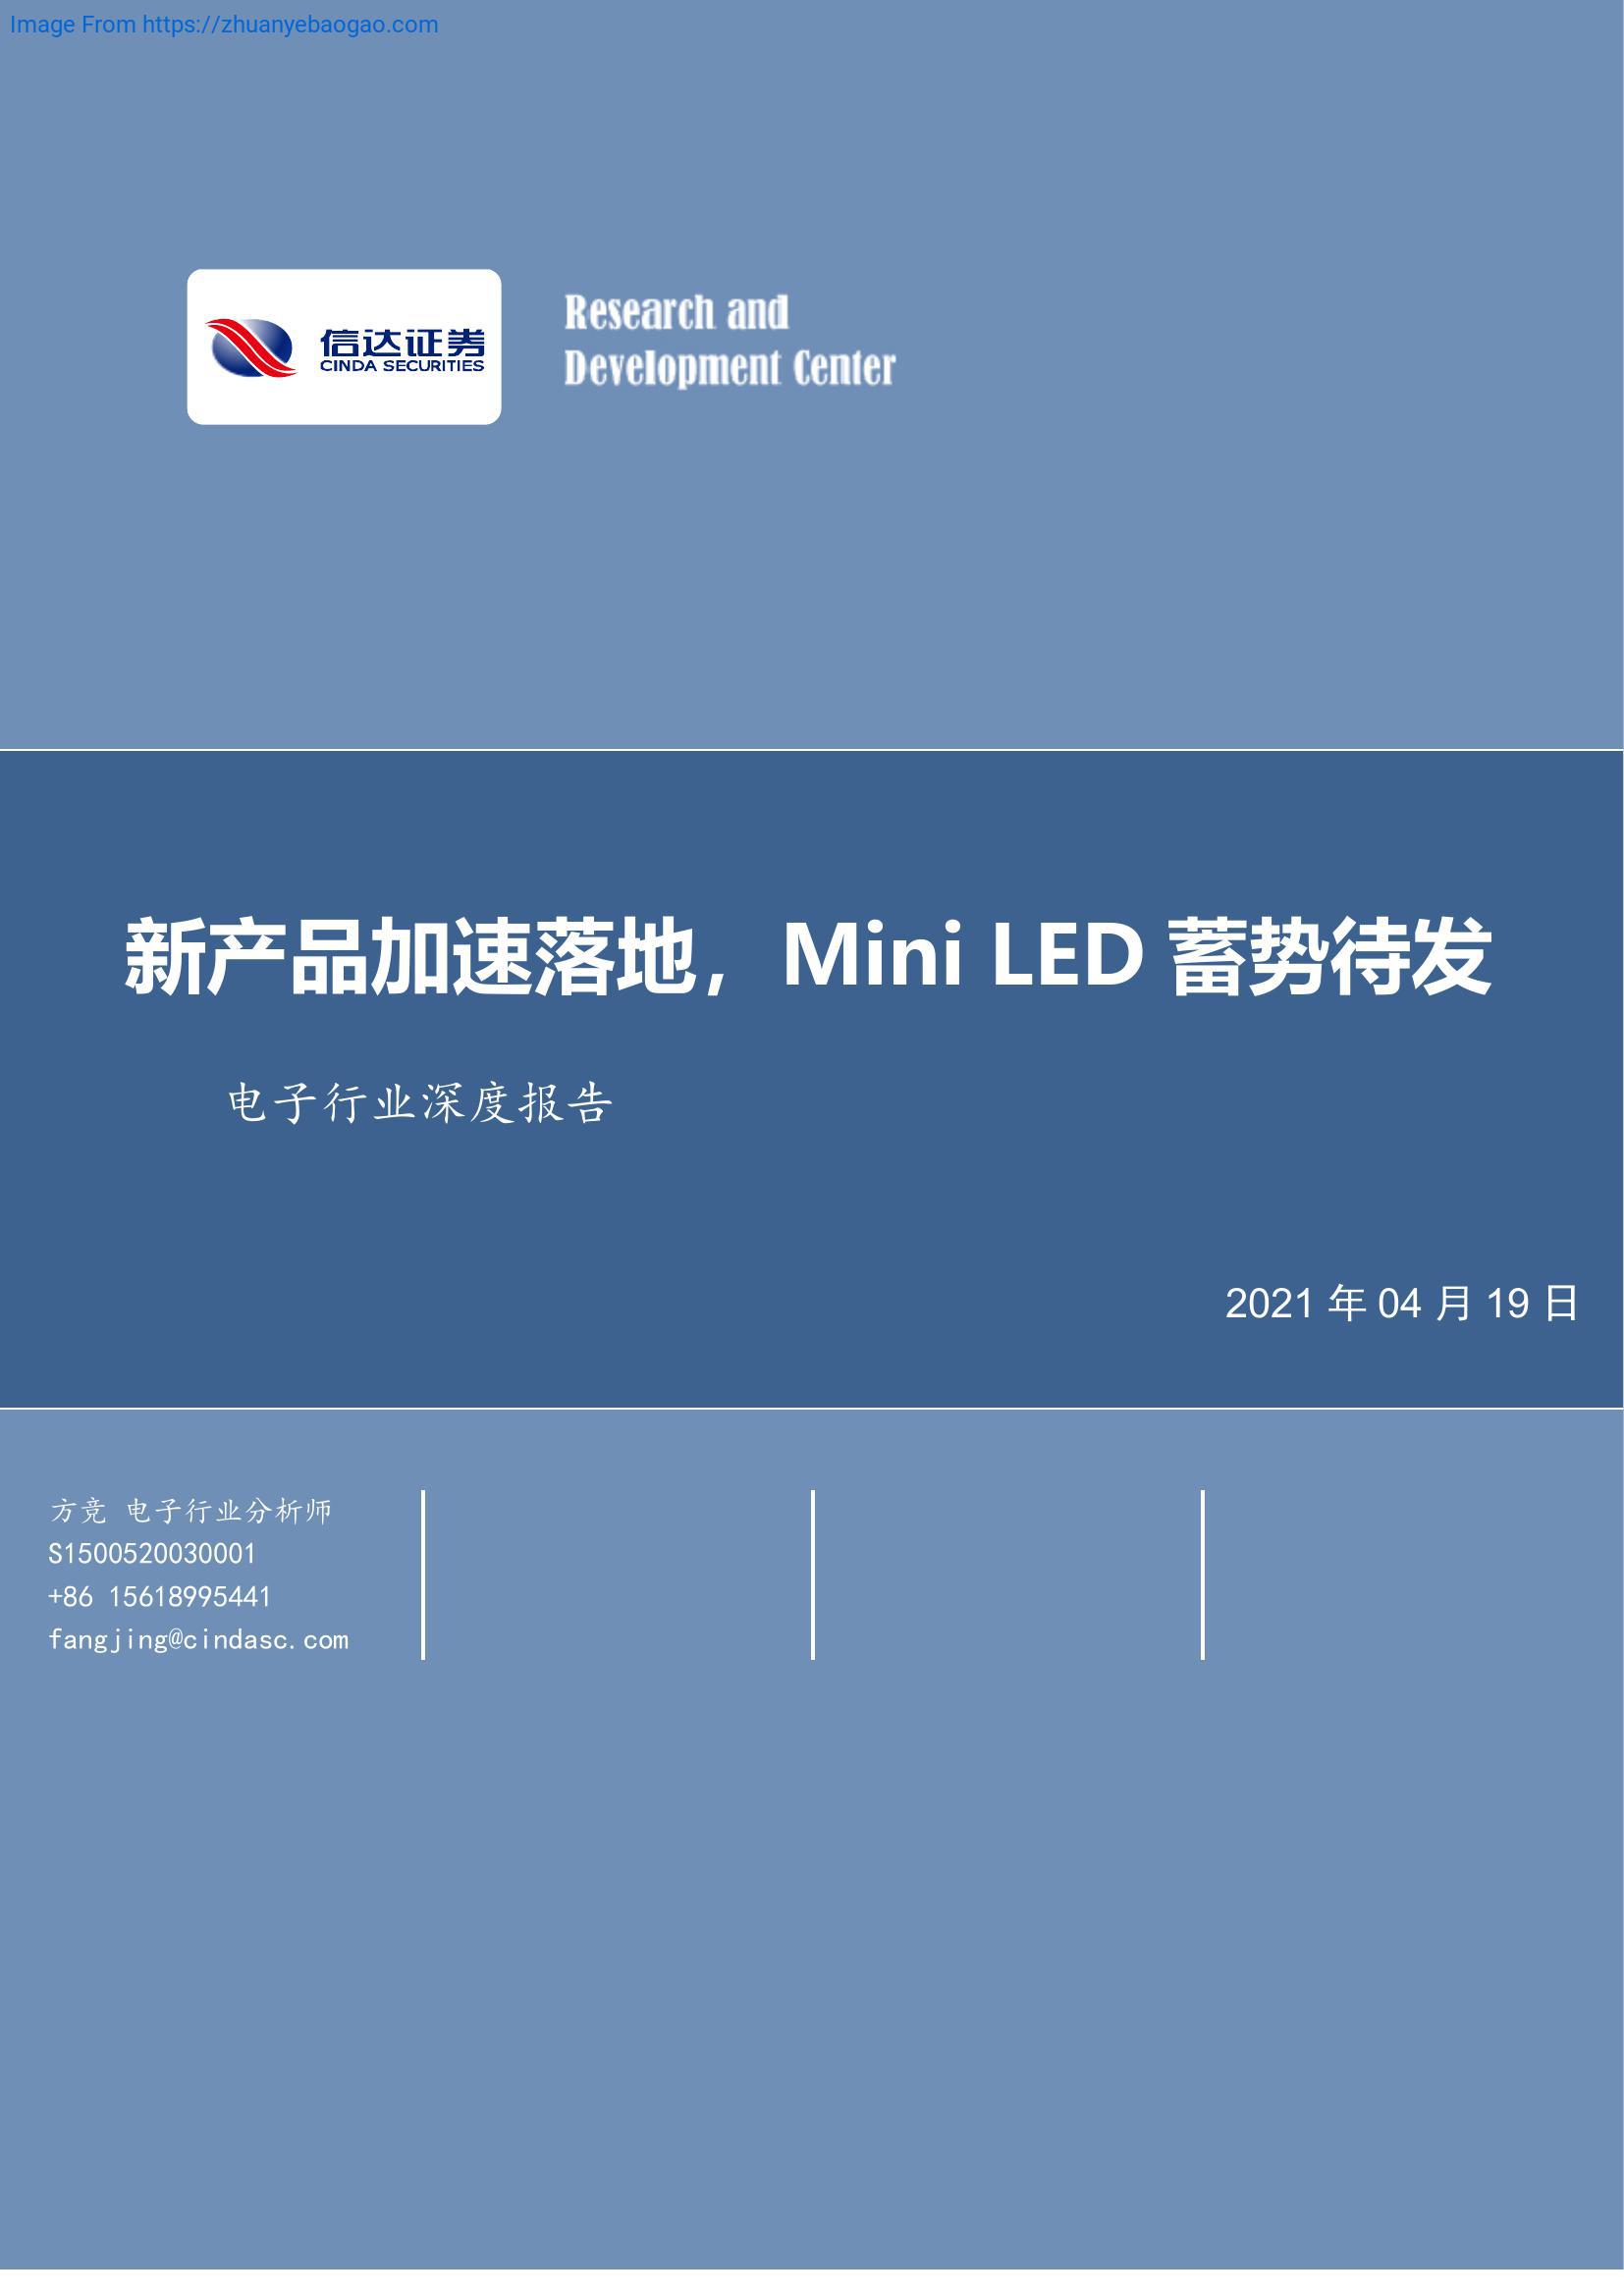 Image From https://zhuanyebaogao.com
信达证券
CINDA SECURITIES
Research and
Development Center
新产品加速落地，Mini LED 蓄势待发
电子行业深度报告
2021 年 04 月 19 日
方竞 电子行业分析师
S1500520030001
+86 15618995441
fangjing@cindasc.com